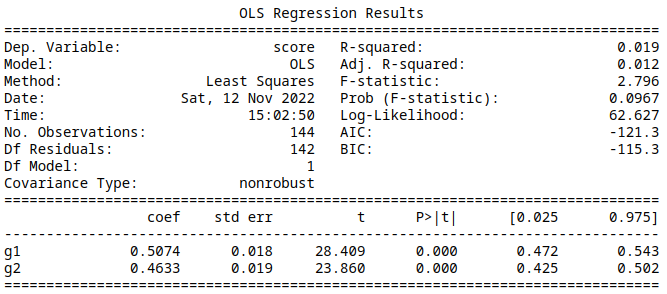 OLS Regression Results
==============================================================================
Dep. Variable:                  score   R-squared:                       0.019
Model:                            OLS   Adj. R-squared:                  0.012
Method:                 Least Squares   F-statistic:                     2.796
Date:                Sat, 12 Nov 2022   Prob (F-statistic):             0.0967
Time:                        15:02:50   Log-Likelihood:                 62.627
No. Observations:                 144   AIC:                            -121.3
Df Residuals:                     142   BIC:                            -115.3
Df Model:                           1
Covariance Type:            nonrobust
==============================================================================
                 coef    std err          t      P>|t|      [0.025      0.975]
------------------------------------------------------------------------------
g1             0.5074      0.018     28.409      0.000       0.472       0.543
g2             0.4633      0.019     23.860      0.000       0.425       0.502
==============================================================================